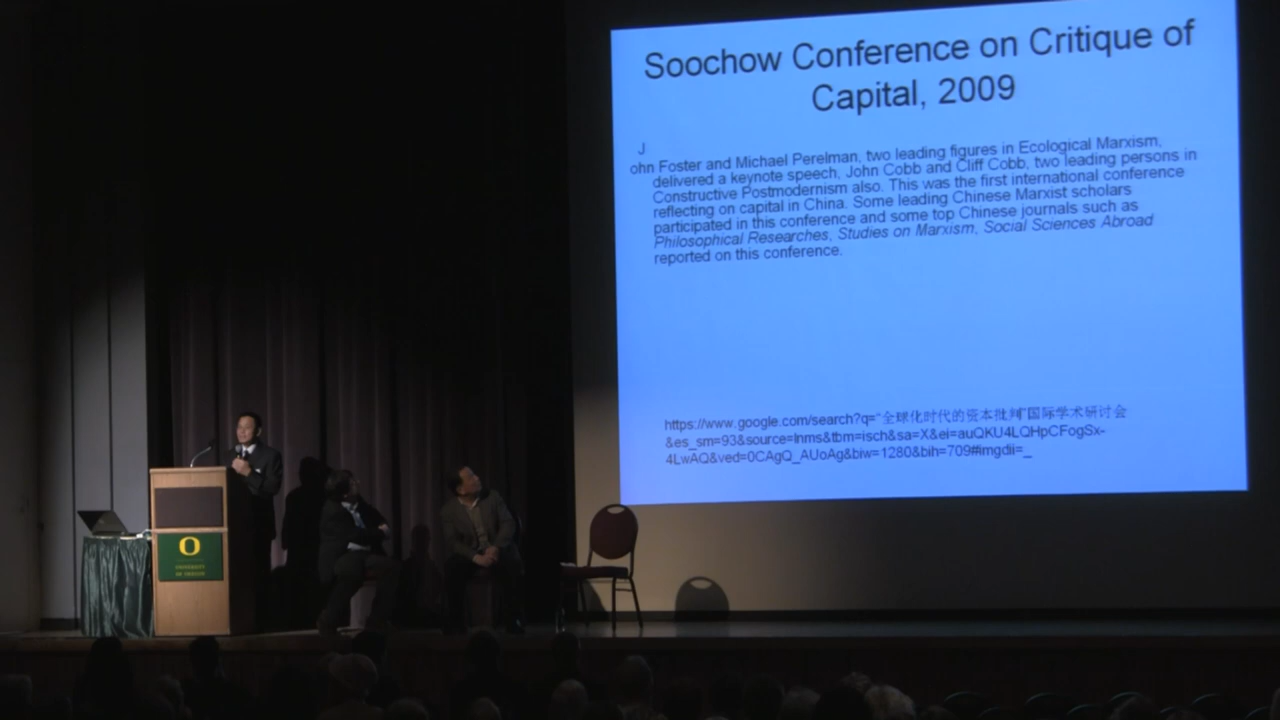 Soochow Conference on Critique of
Capital, 2009
J
ohn Foster and Michael Perelman, two leading figures in Ecological Marxism,
delivered a keynote speech, John Cobb and Cliff Cobb, two leading persons in
Constructive Postmodernism also. This was the first international conference
reflecting on capital in China. Some leading Chinese Marxist scholars
participated in this conference and some top Chinese journals such as
Philosophical Researches, Studies on Marxism, Social Sciences Abroad
reported on this conference.
https://www.google.com/search?q="全球化时代的资本批判"国际学术研讨会
&es_sm=93&source=lnms&tbm=isch&sa=X&ei=auQKU4LQHpCFogSx-
4LwAQ&ved=0CAgQ_AUoAg&biw=1280&bih=709#imgdii=_
O
UNIVERSITY
OF OREGON